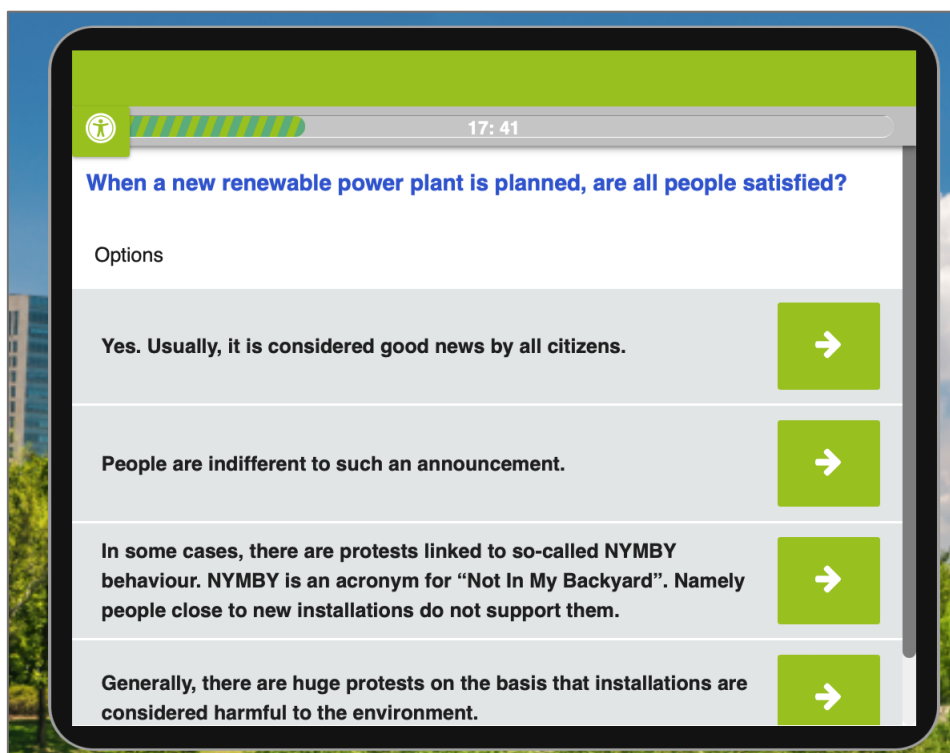 17: 41
When a new renewable power plant is planned, are all people satisfied?
Options
Yes. Usually, it is considered good news by all citizens.
People are indifferent to such an announcement.
In some cases, there are protests linked to so-called NYMBY
behaviour. NYMBY is an acronym for “Not In My Backyard”. Namely
people close to new installations do not support them.
Generally, there are huge protests on the basis that installations are
considered harmful to the environment.